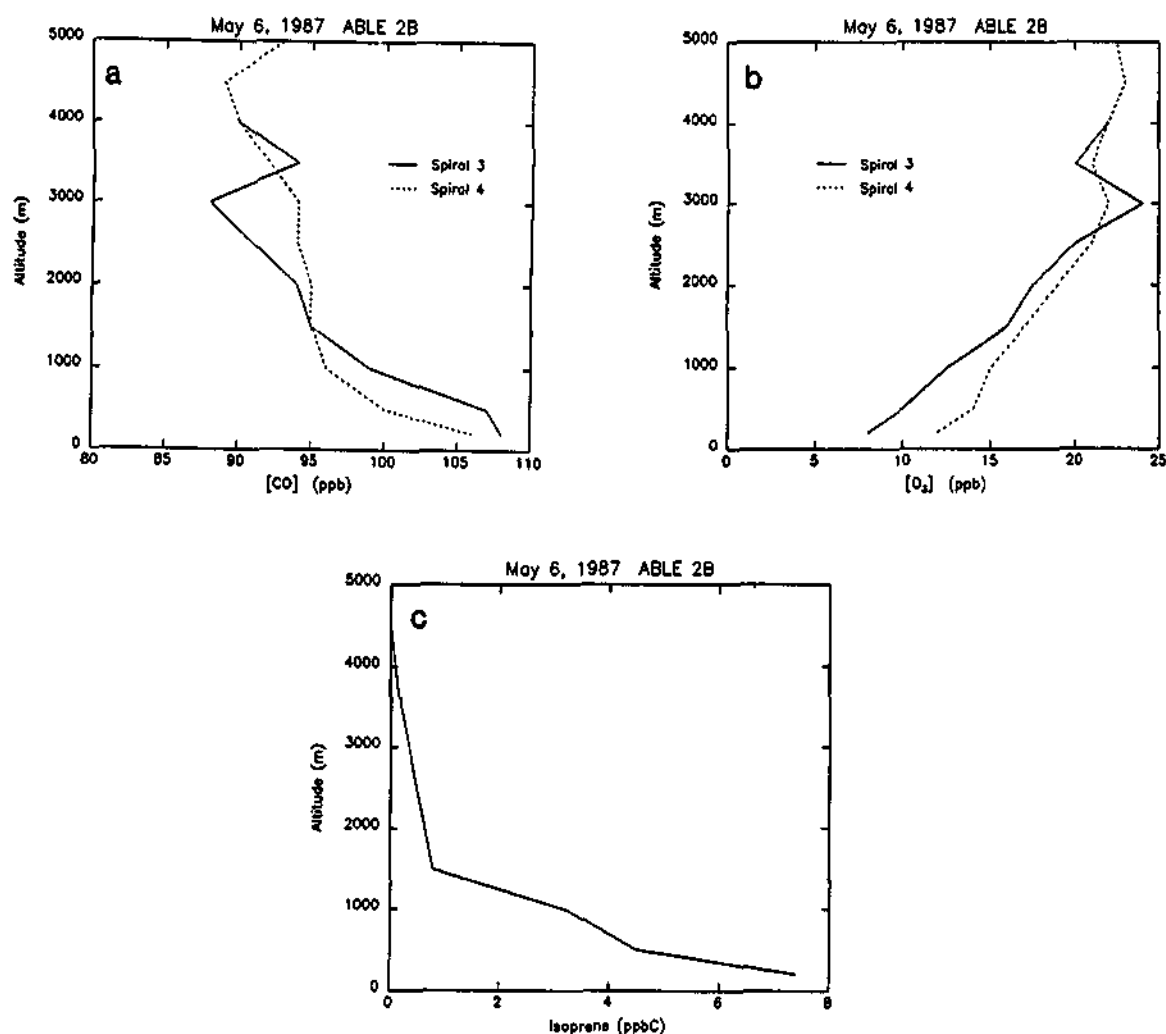 May 6, 1987 ABLE 2B
a
5000
4000
3000
2000
1000
0
Altitude (m)
Spiral 3
Spiral 4
80
85
90
95
100
105
110
[CO] (ppb)
May 6, 1987 ABLE 2B
b
5000
4000
3000
2000
1000
0
Altitude (m)
Spiral 3
Spiral 4
0
5
10
15
20
25
[O₃] (ppb)
May 6, 1987 ABLE 2B
c
5000
4000
3000
2000
1000
0
Altitude (m)
0
2
4
6
8
Isoprene (ppbC)